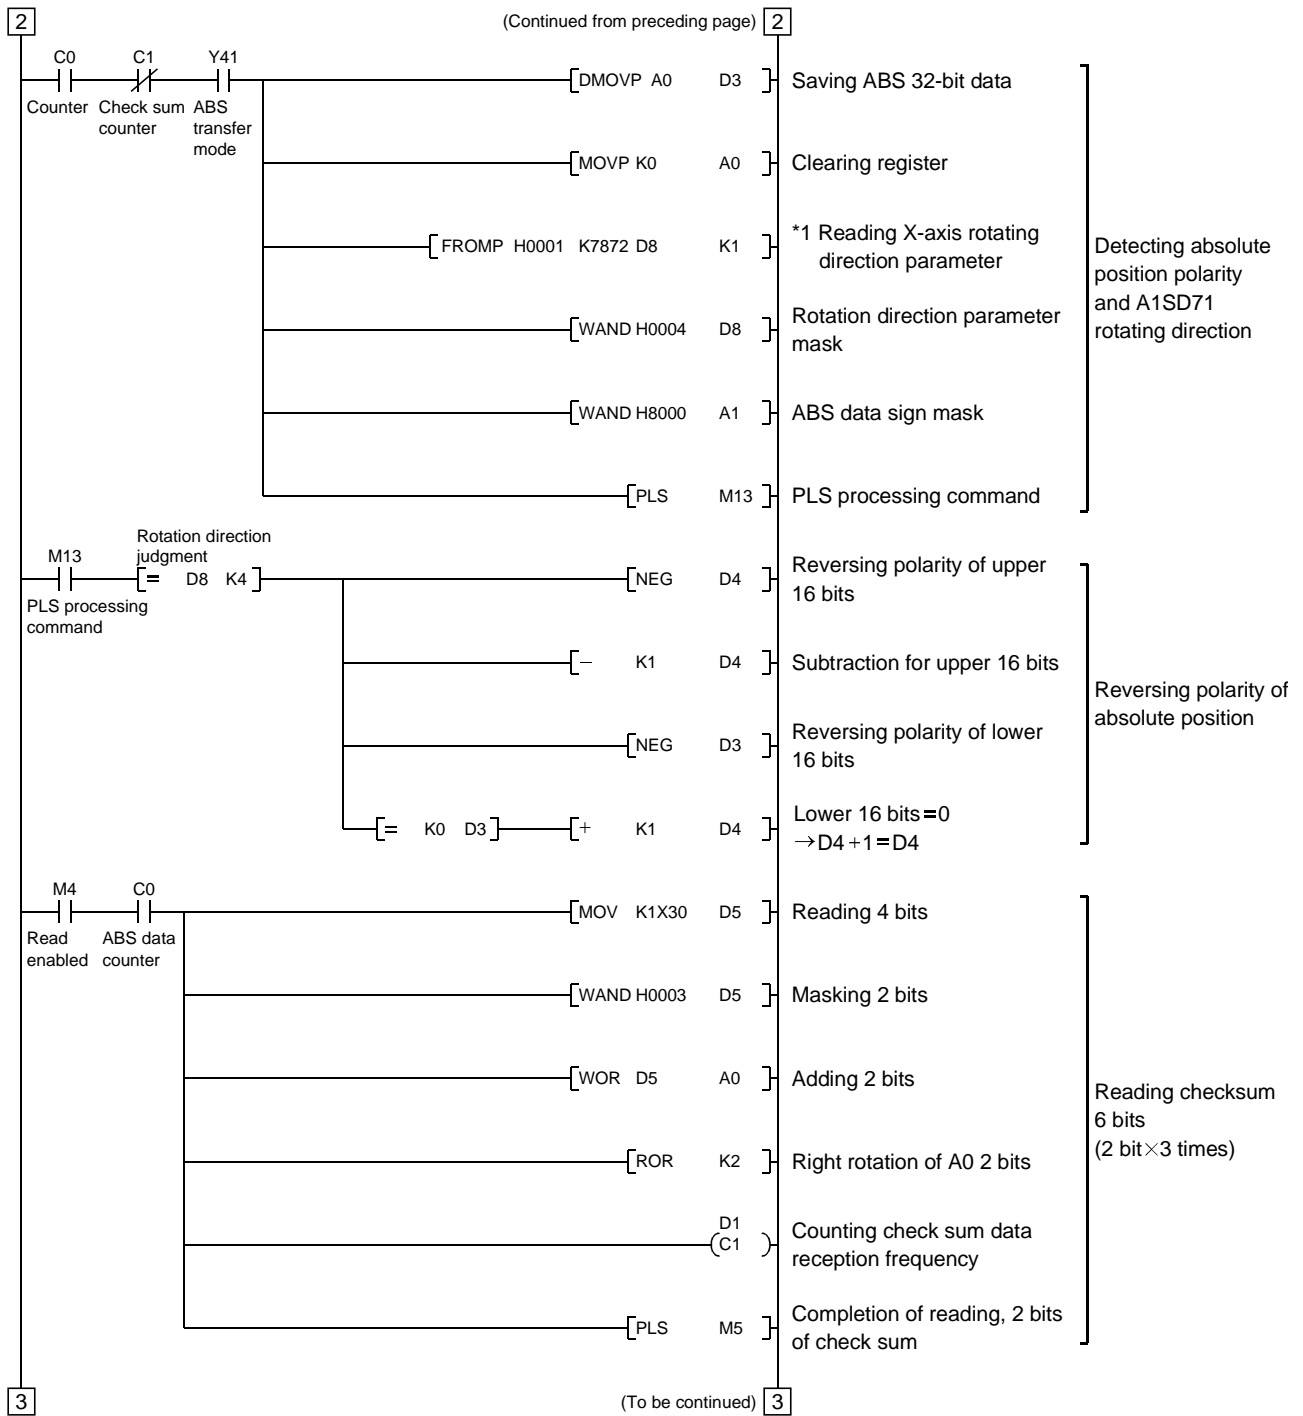 2 (Continued from preceding page) 2
C0 C1 Y41
DMOVP A0 D3 Saving ABS 32-bit data
Counter Check sum ABS
counter transfer
mode
MOVP K0 A0 Clearing register
FROMP H0001 K7872 D8 K1 *1 Reading X-axis rotating
direction parameter
Detecting absolute
position polarity
and A1SD71
rotating direction
WAND H0004 D8 Rotation direction parameter
mask
WAND H8000 A1 ABS data sign mask
PLS M13 PLS processing command
M13 Rotation direction
judgment
= D8 K4 NEG D4 Reversing polarity of upper
16 bits
PLS processing
command
− K1 D4 Subtraction for upper 16 bits
Reversing polarity of
absolute position
NEG D3 Reversing polarity of lower
16 bits
= K0 D3 + K1 D4 Lower 16 bits=0
→D4+1=D4
M4 C0
MOV K1X30 D5 Reading 4 bits
Read ABS data
enabled counter
WAND H0003 D5 Masking 2 bits
WOR D5 A0 Adding 2 bits
Reading checksum
6 bits
(2 bit×3 times)
ROR K2 Right rotation of A0 2 bits
D1
C1 Counting check sum data
reception frequency
PLS M5 Completion of reading, 2 bits
of check sum
3 (To be continued) 3